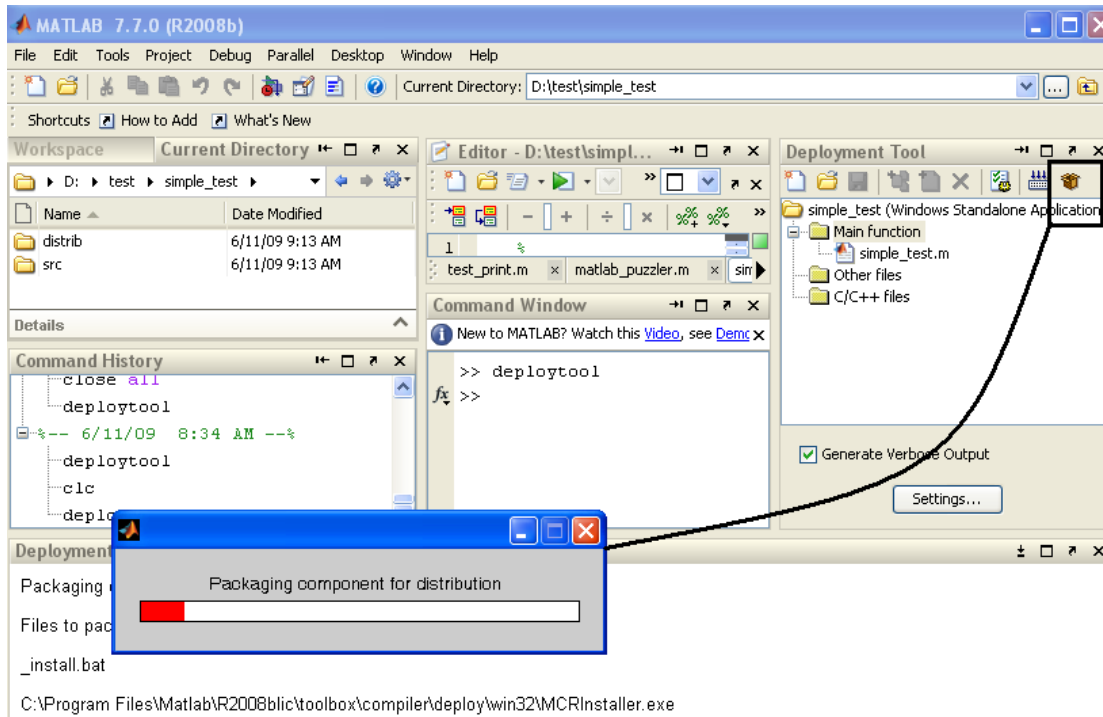 MATLAB 7.7.0 (R2008b)
File Edit Tools Project Debug Parallel Desktop Window Help
Current Directory: D:\test\simple_test
Shortcuts How to Add What's New
Workspace Current Directory
D: test simple_test
Name Date Modified
distrib 6/11/09 9:13 AM
src 6/11/09 9:13 AM
Details
Command History
close all
deploytool
%-- 6/11/09 8:34 AM --%
deploytool
clc
Editor - D:\test\simpl...
1 %
test_print.m matlab_puzzler.m
Command Window
New to MATLAB? Watch this Video, see
>> deploytool
fx >>
Deployment Tool
simple_test (Windows Standalone Application
Main function
simple_test.m
Other files
C/C++ files
Generate Verbose Output
Settings...
Packaging component for distribution
Deployment
Packaging
Files to
_install.bat
C:\Program Files\Matlab\R2008blic\toolbox\compiler\deploy\win32\MCRInstaller.exe